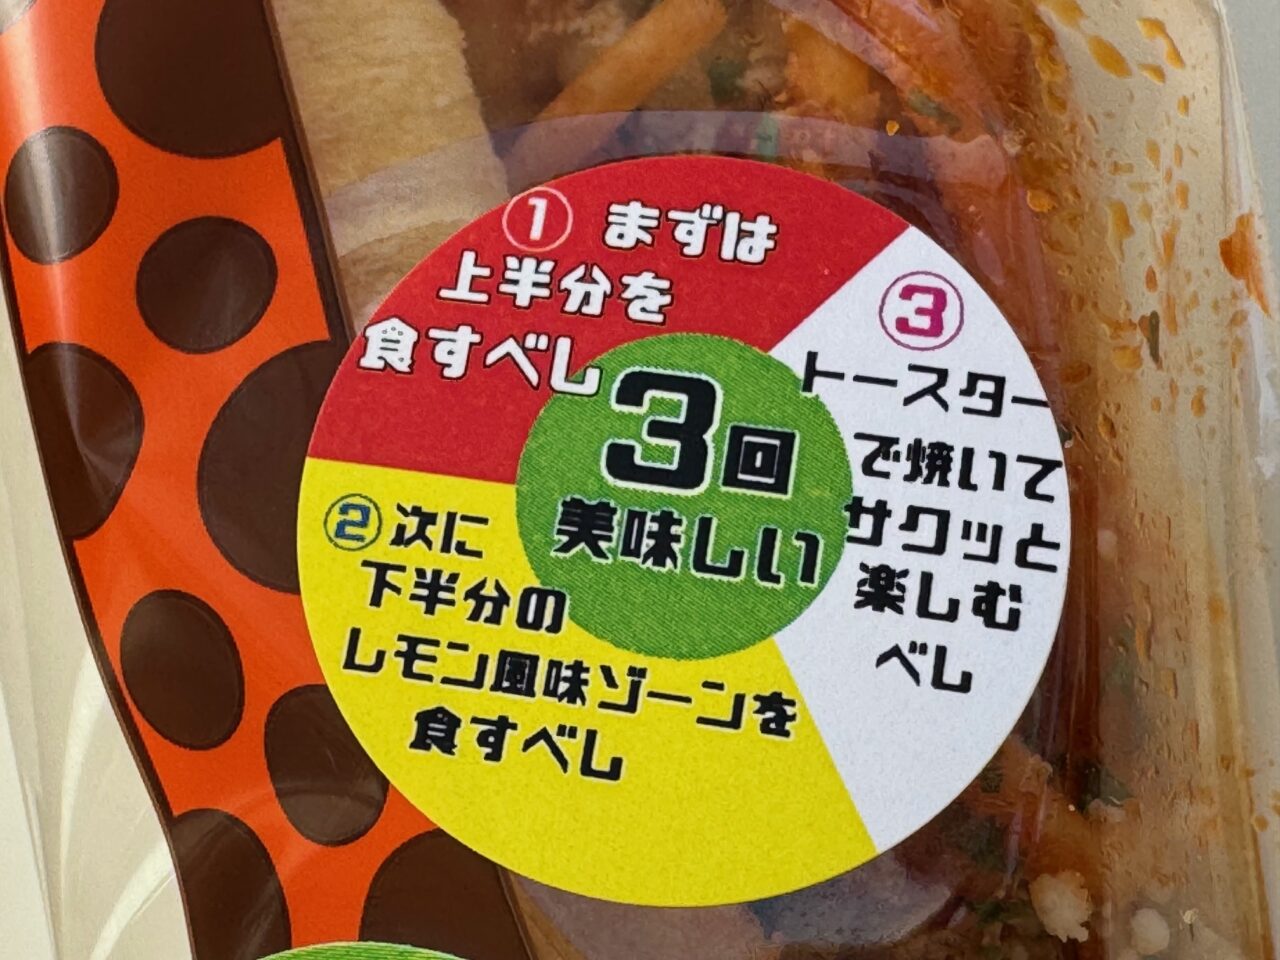 ① まずは
上半分を
食すべし
3回
美味しい
② 次に
下半分の
レモン風味ゾーンを
食すべし
③
トースター
で焼いて
サクッと
楽しむ
べし